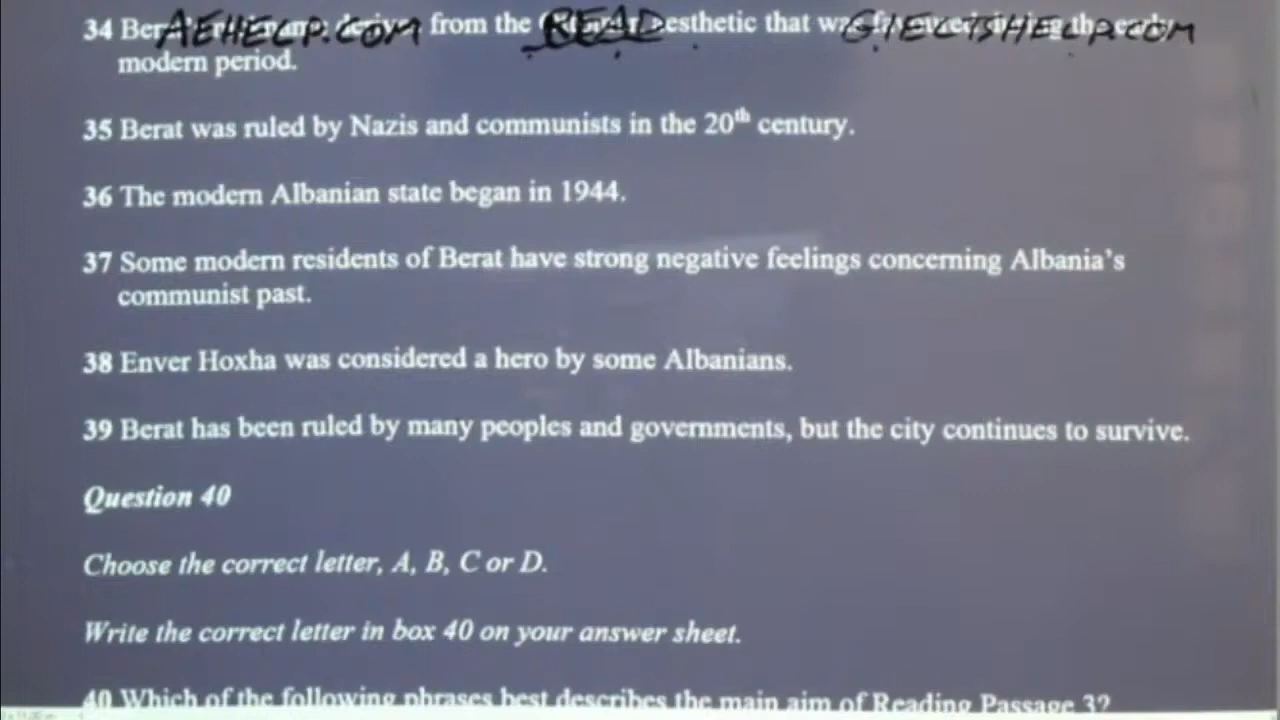 AEHELP.COM READ GIELTSHELP.COM
34 from the aesthetic that
modern period.
35 Berat was ruled by Nazis and communists in the 20th century.
36 The modern Albanian state began in 1944.
37 Some modern residents of Berat have strong negative feelings concerning Albania's
communist past.
38 Enver Hoxha was considered a hero by some Albanians.
39 Berat has been ruled by many peoples and governments, but the city continues to survive.
Question 40
Choose the correct letter, A, B, C or D.
Write the correct letter in box 40 on your answer sheet.
40 Which of the following phrases best describes the main aim of Reading Passage 3?